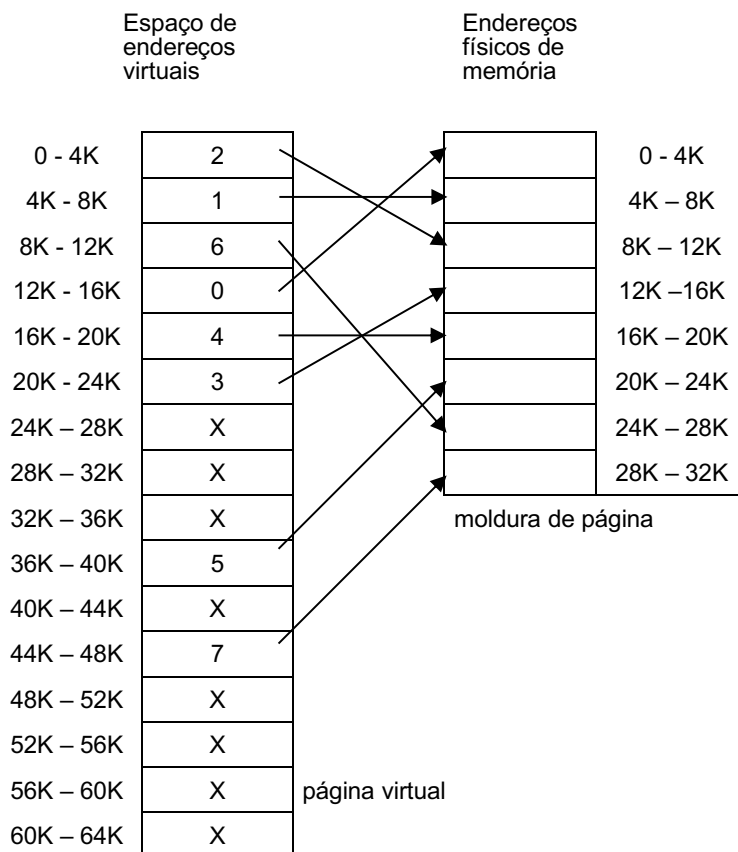 Espaço de
endereços
virtuais
Endereços
físicos de
memória
0 - 4K 2 0 - 4K
4K - 8K 1 4K – 8K
8K - 12K 6 8K – 12K
12K - 16K 0 12K –16K
16K - 20K 4 16K – 20K
20K - 24K 3 20K – 24K
24K – 28K X 24K – 28K
28K – 32K X 28K – 32K
32K – 36K X moldura de página
36K – 40K 5
40K – 44K X
44K – 48K 7
48K – 52K X
52K – 56K X
56K – 60K X página virtual
60K – 64K X